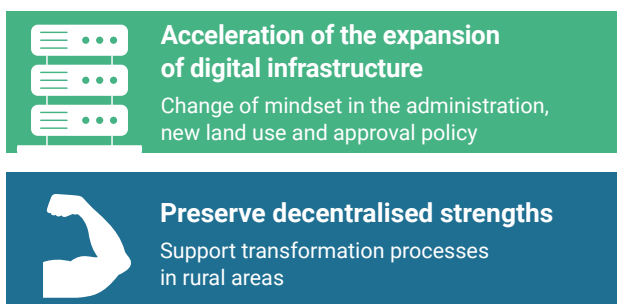 Acceleration of the expansion
of digital infrastructure
Change of mindset in the administration,
new land use and approval policy
Preserve decentralised strengths
Support transformation processes
in rural areas